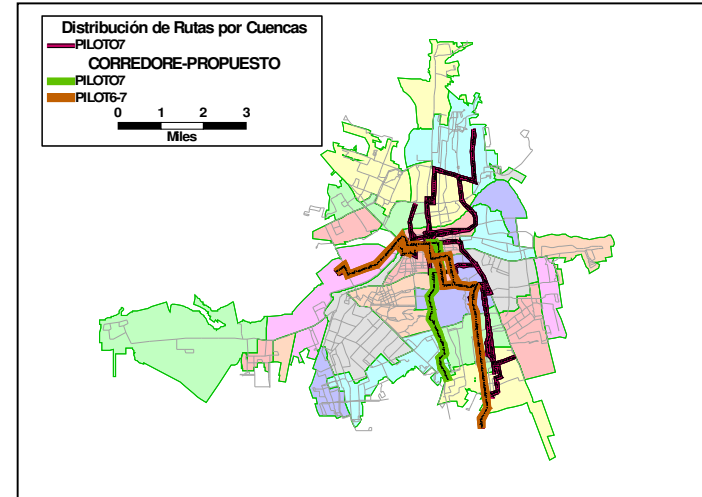 Distribución de Rutas por Cuencas
PILOTO7
CORREDORE-PROPUESTO
PILOTO7
PILOT6-7
0 1 2 3
Miles